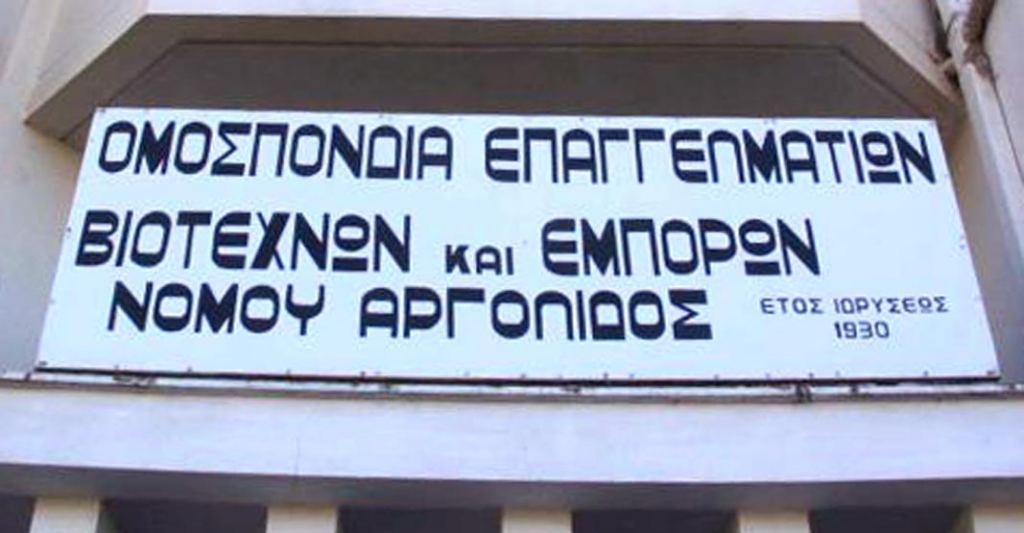 ΟΜΟΣΠΟΝΔΙΑ ΕΠΑΓΓΕΛΜΑΤΙΩΝ
ΒΙΟΤΕΧΝΩΝ ΚΑΙ ΕΜΠΟΡΩΝ
ΝΟΜΟΥ ΑΡΓΟΛΙΔΟΣ
ΕΤΟΣ ΙΔΡΥΣΕΩΣ
1930